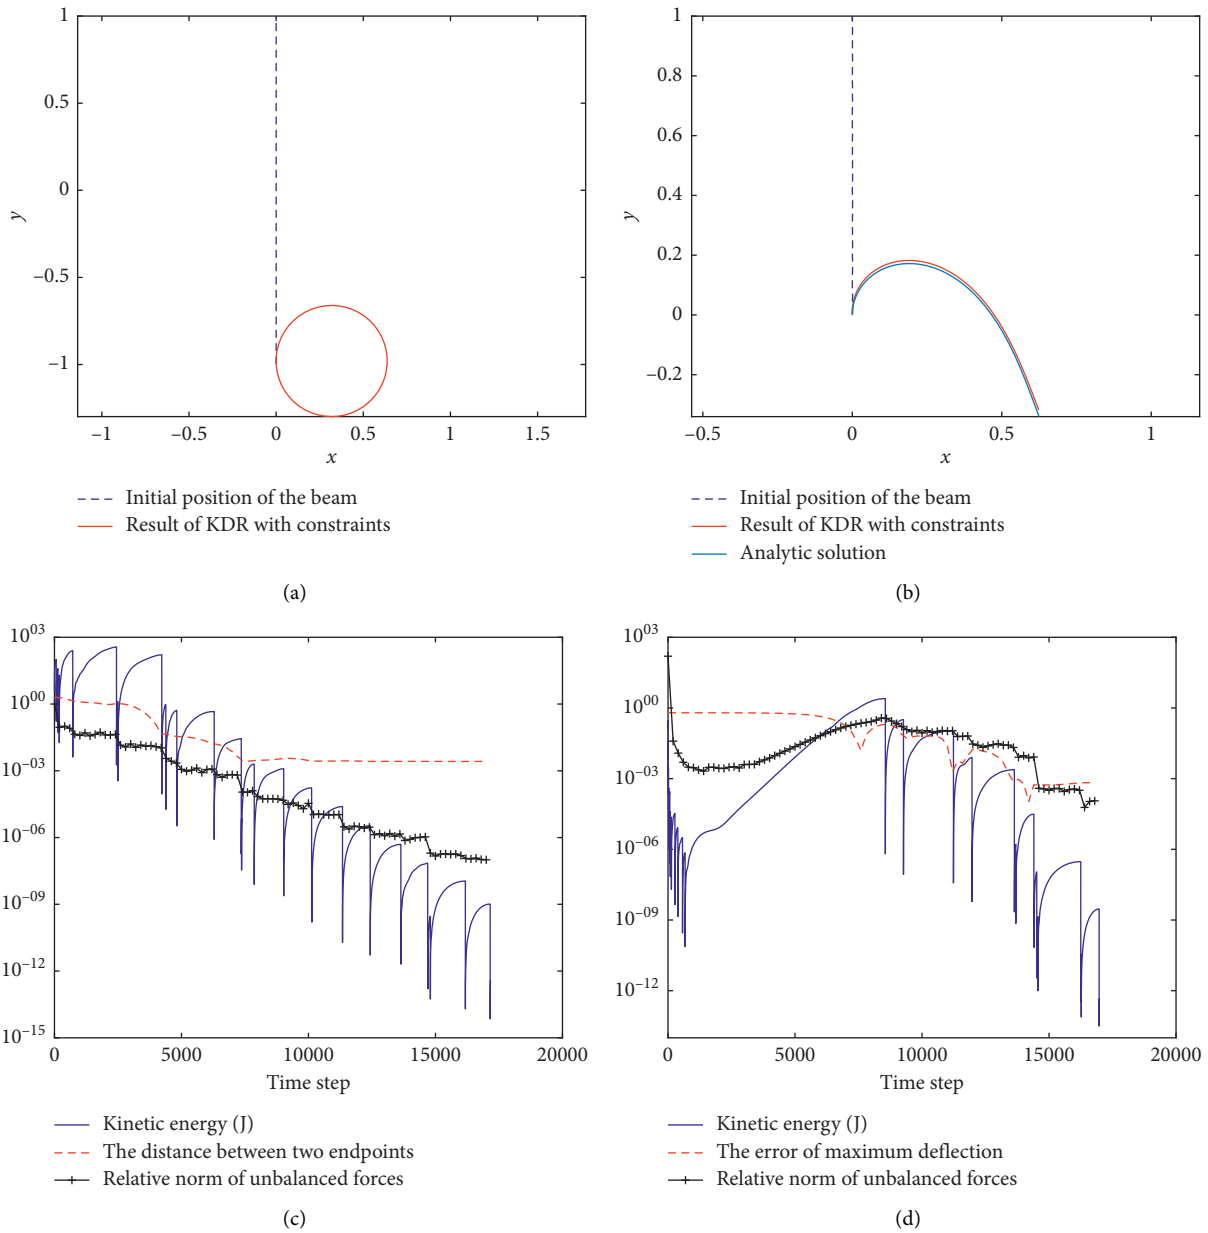 1
0.5
0
−0.5
−1
y
−1
−0.5
0
0.5
1
1.5
x
Initial position of the beam
Result of KDR with constraints
(a)
1
0.8
0.6
0.4
0.2
0
−0.2
y
−0.5
0
0.5
1
x
Initial position of the beam
Result of KDR with constraints
Analytic solution
(b)
10^03
10^00
10^−03
10^−06
10^−09
10^−12
10^−15
0
5000
10000
15000
20000
Time step
Kinetic energy (J)
The distance between two endpoints
Relative norm of unbalanced forces
(c)
10^03
10^00
10^−03
10^−06
10^−09
10^−12
0
5000
10000
15000
20000
Time step
Kinetic energy (J)
The error of maximum deflection
Relative norm of unbalanced forces
(d)